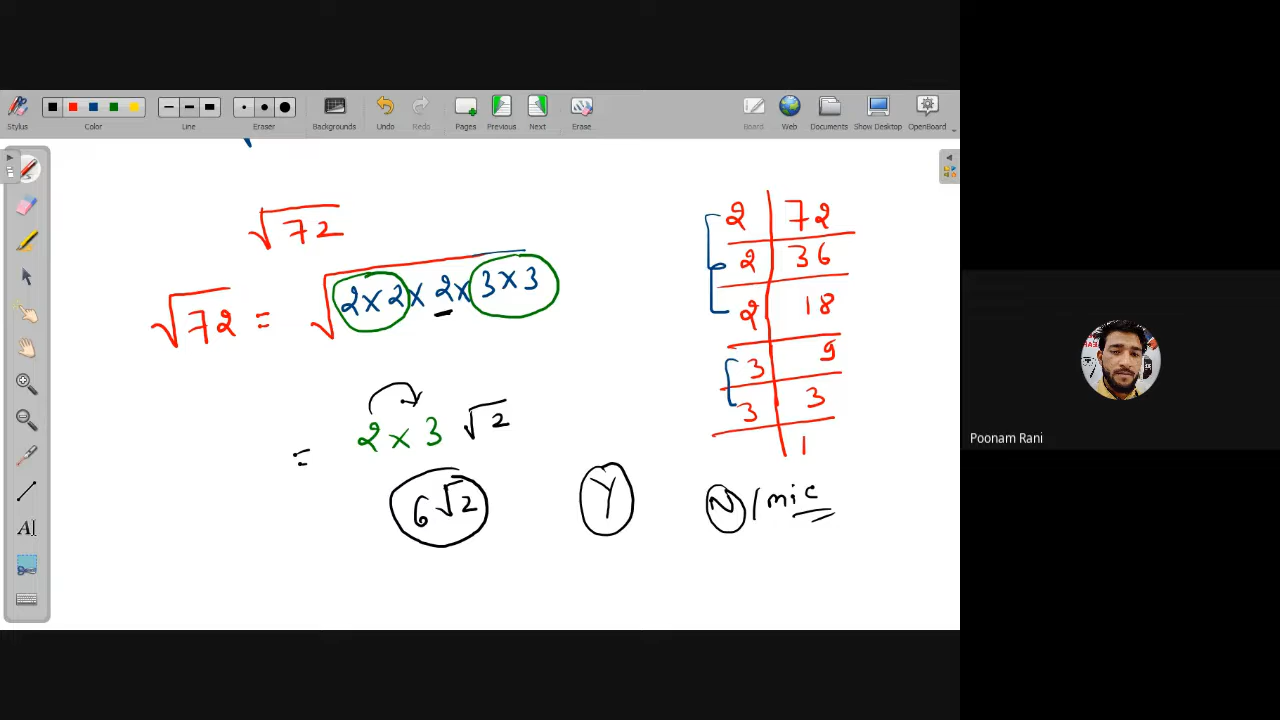 Stylus Color Line Eraser Backgrounds Undo Redo Pages Previous Next Erase... Board Web Documents Show Desktop OpenBoard
√72
√72 = √2×2×2×3×3
= 2×3 √2
6√2
Y
N/mic
2 | 72
2 | 36
2 | 18
3 | 9
3 | 3
| 1
Poonam Rani